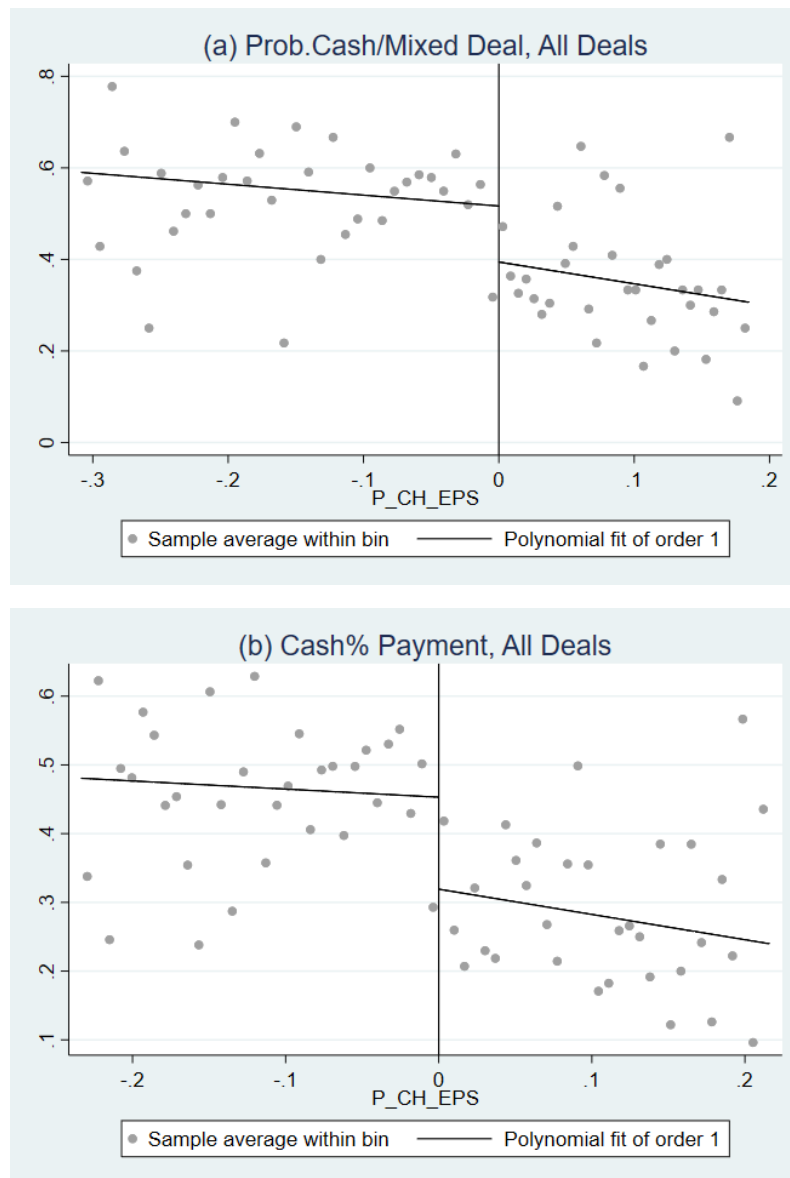 (a) Prob.Cash/Mixed Deal, All Deals
.8
.6
.4
.2
0
-.3 -.2 -.1 0 .1 .2
P_CH_EPS
Sample average within bin Polynomial fit of order 1
(b) Cash% Payment, All Deals
.6
.5
.4
.3
.2
.1
-.2 -.1 0 .1 .2
P_CH_EPS
Sample average within bin Polynomial fit of order 1